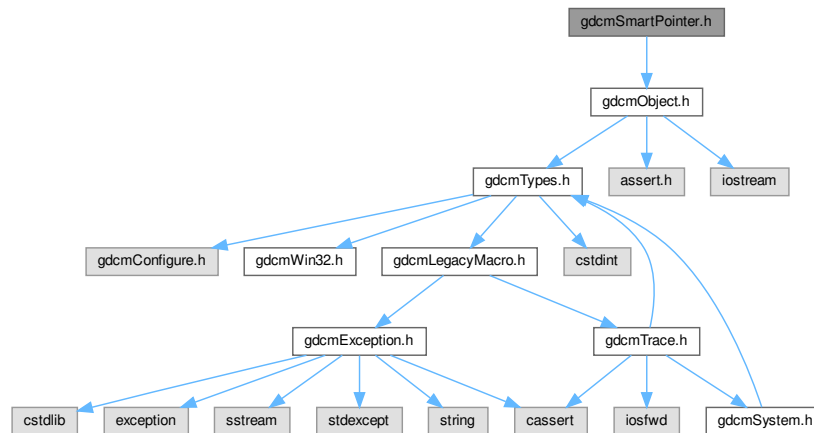 gdcmSmartPointer.h
gdcmObject.h
gdcmTypes.h
assert.h
iostream
gdcmConfigure.h
gdcmWin32.h
gdcmLegacyMacro.h
cstdint
gdcmException.h
gdcmTrace.h
cstdlib
exception
sstream
stdexcept
string
cassert
iosfwd
gdcmSystem.h